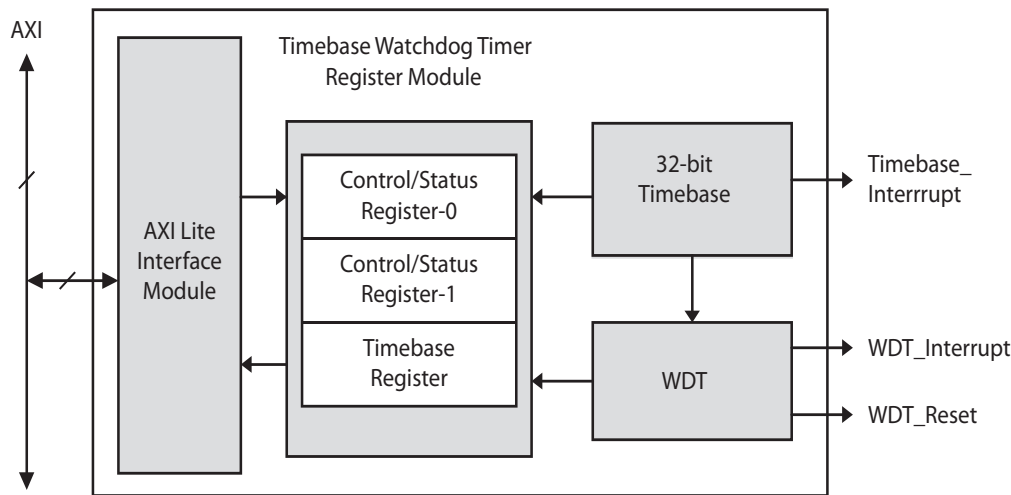 AXI
Timebase Watchdog Timer
Register Module
AXI Lite
Interface
Module
Control/Status
Register-0
Control/Status
Register-1
Timebase
Register
32-bit
Timebase
WDT
Timebase_
Interrrupt
WDT_Interrupt
WDT_Reset